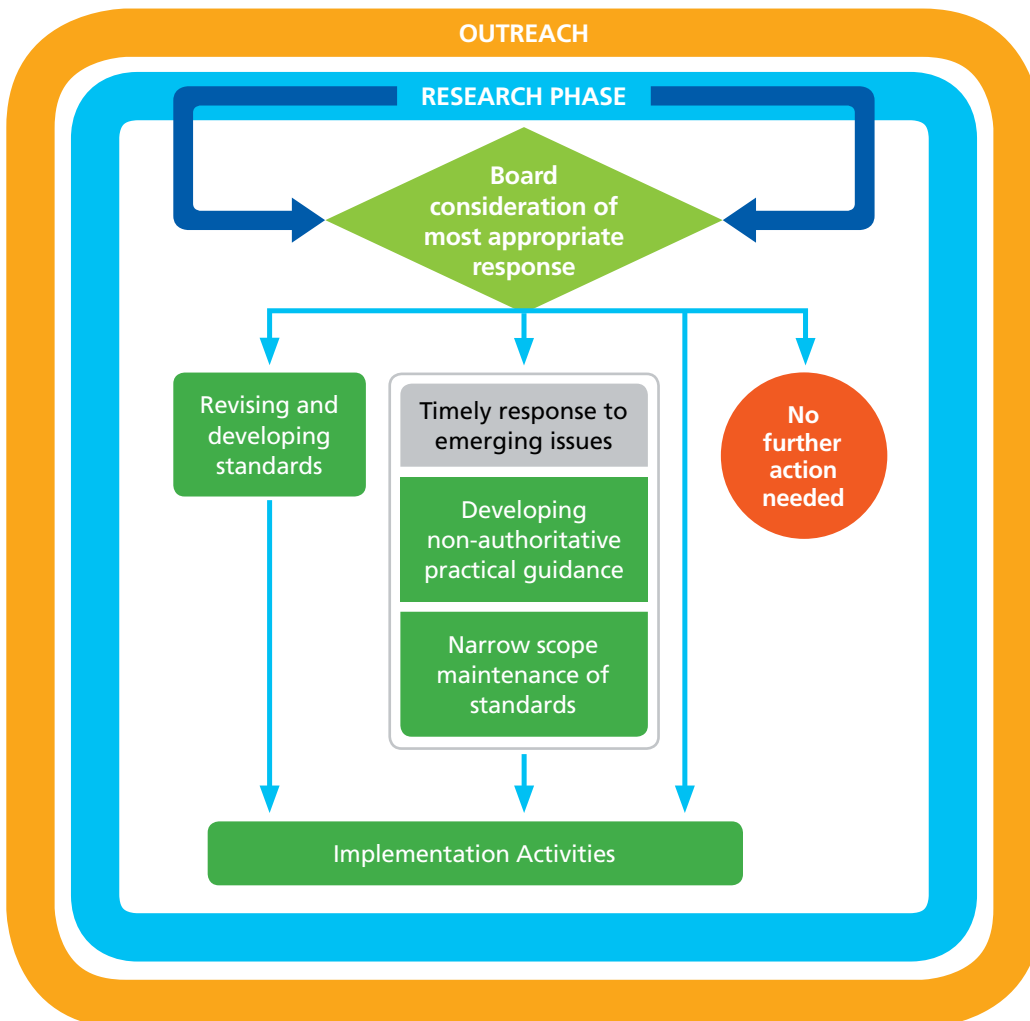 OUTREACH
RESEARCH PHASE
Board
consideration of
most appropriate
response
Revising and
developing
standards
Timely response to
emerging issues
Developing
non-authoritative
practical guidance
Narrow scope
maintenance of
standards
No
further
action
needed
Implementation Activities